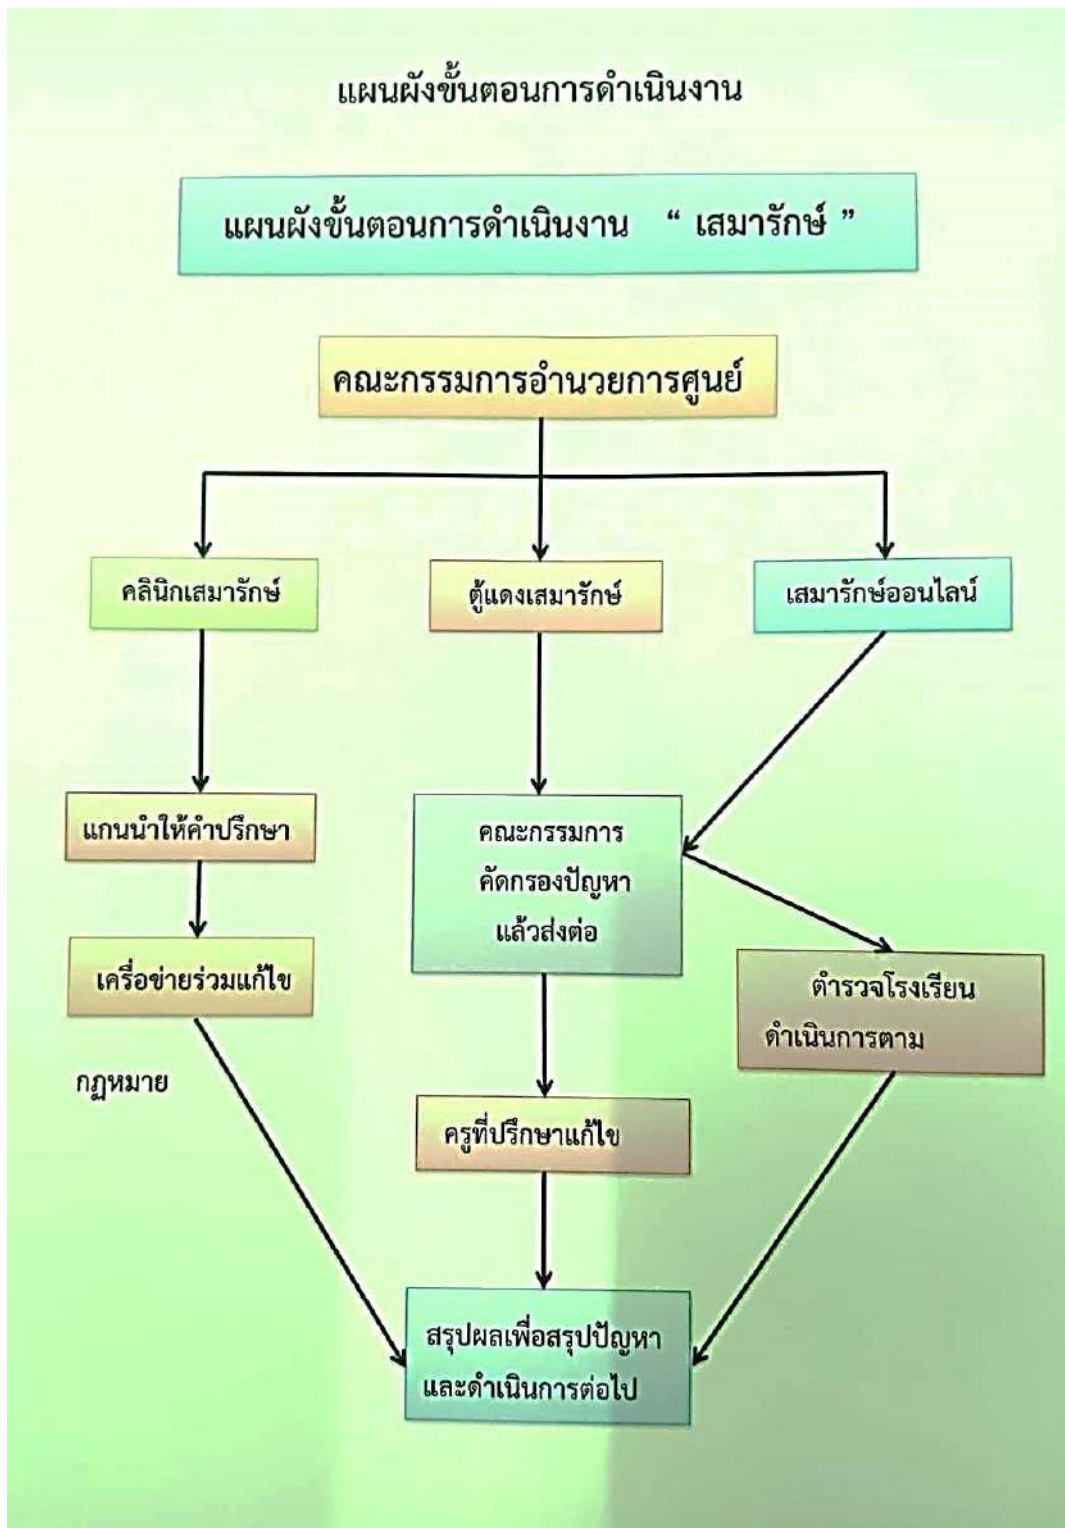 แผนผังขั้นตอนการดำเนินงาน
แผนผังขั้นตอนการดำเนินงาน “ เสมารักษ์ ”
คณะกรรมการอำนวยการศูนย์
คลินิกเสมารักษ์
ตู้แดงเสมารักษ์
เสมารักษ์ออนไลน์
แกนนำให้คำปรึกษา
คณะกรรมการ
คัดกรองปัญหา
แล้วส่งต่อ
เครื่อข่ายร่วมแก้ไข
ตำรวจโรงเรียน
ดำเนินการตาม
กฎหมาย
ครูที่ปรึกษาแก้ไข
สรุปผลเพื่อสรุปปัญหา
และดำเนินการต่อไป